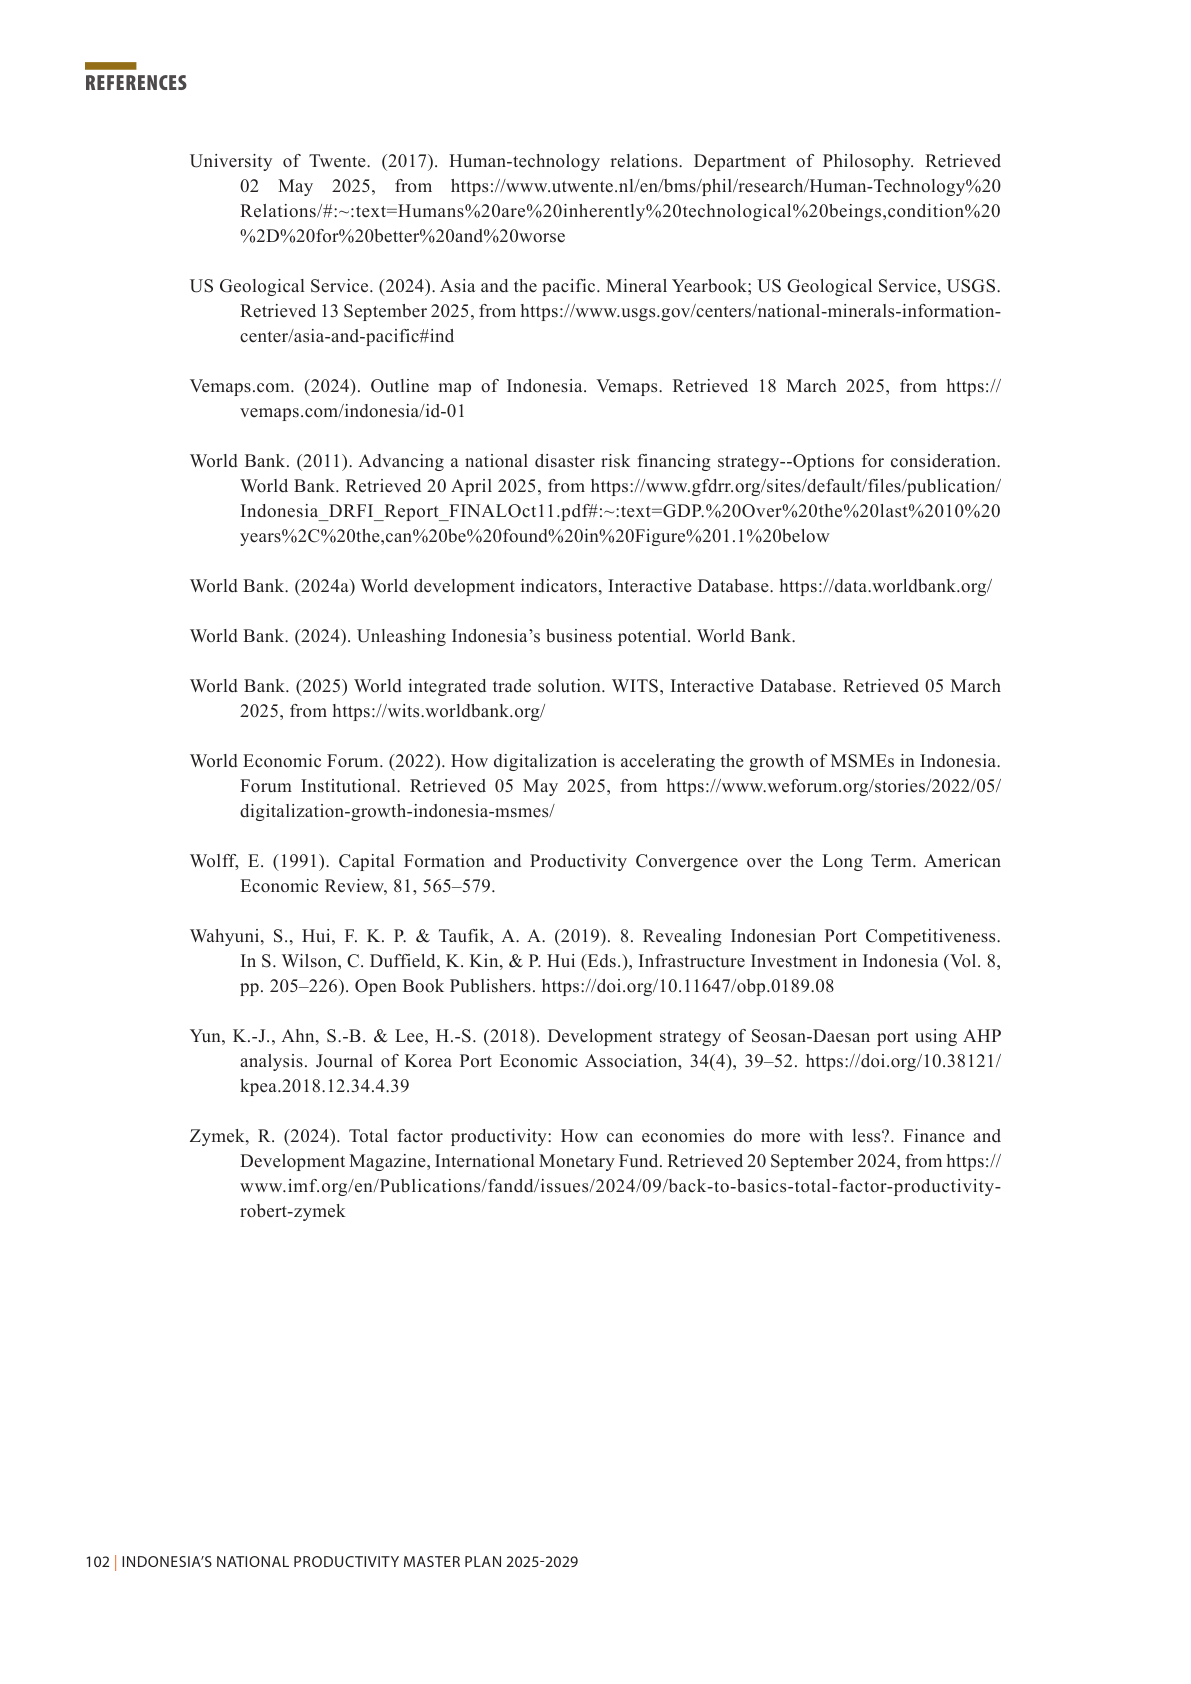 REFERENCES
University of Twente. (2017). Human-technology relations. Department of Philosophy. Retrieved
02 May 2025, from https://www.utwente.nl/en/bms/phil/research/Human-Technology%20
Relations/#:~:text=Humans%20are%20inherently%20technological%20beings,condition%20
%2D%20for%20better%20and%20worse
US Geological Service. (2024). Asia and the pacific. Mineral Yearbook; US Geological Service, USGS.
Retrieved 13 September 2025, from https://www.usgs.gov/centers/national-minerals-information-
center/asia-and-pacific#ind
Vemaps.com. (2024). Outline map of Indonesia. Vemaps. Retrieved 18 March 2025, from https://
vemaps.com/indonesia/id-01
World Bank. (2011). Advancing a national disaster risk financing strategy--Options for consideration.
World Bank. Retrieved 20 April 2025, from https://www.gfdrr.org/sites/default/files/publication/
Indonesia_DRFI_Report_FINALOct11.pdf#:~:text=GDP.%20Over%20the%20last%2010%20
years%2C%20the,can%20be%20found%20in%20Figure%201.1%20below
World Bank. (2024a) World development indicators, Interactive Database. https://data.worldbank.org/
World Bank. (2024). Unleashing Indonesia’s business potential. World Bank.
World Bank. (2025) World integrated trade solution. WITS, Interactive Database. Retrieved 05 March
2025, from https://wits.worldbank.org/
World Economic Forum. (2022). How digitalization is accelerating the growth of MSMEs in Indonesia.
Forum Institutional. Retrieved 05 May 2025, from https://www.weforum.org/stories/2022/05/
digitalization-growth-indonesia-msmes/
Wolff, E. (1991). Capital Formation and Productivity Convergence over the Long Term. American
Economic Review, 81, 565–579.
Wahyuni, S., Hui, F. K. P. & Taufik, A. A. (2019). 8. Revealing Indonesian Port Competitiveness.
In S. Wilson, C. Duffield, K. Kin, & P. Hui (Eds.), Infrastructure Investment in Indonesia (Vol. 8,
pp. 205–226). Open Book Publishers. https://doi.org/10.11647/obp.0189.08
Yun, K.-J., Ahn, S.-B. & Lee, H.-S. (2018). Development strategy of Seosan-Daesan port using AHP
analysis. Journal of Korea Port Economic Association, 34(4), 39–52. https://doi.org/10.38121/
kpea.2018.12.34.4.39
Zymek, R. (2024). Total factor productivity: How can economies do more with less?. Finance and
Development Magazine, International Monetary Fund. Retrieved 20 September 2024, from https://
www.imf.org/en/Publications/fandd/issues/2024/09/back-to-basics-total-factor-productivity-
robert-zymek
102 | INDONESIA’S NATIONAL PRODUCTIVITY MASTER PLAN 2025-2029